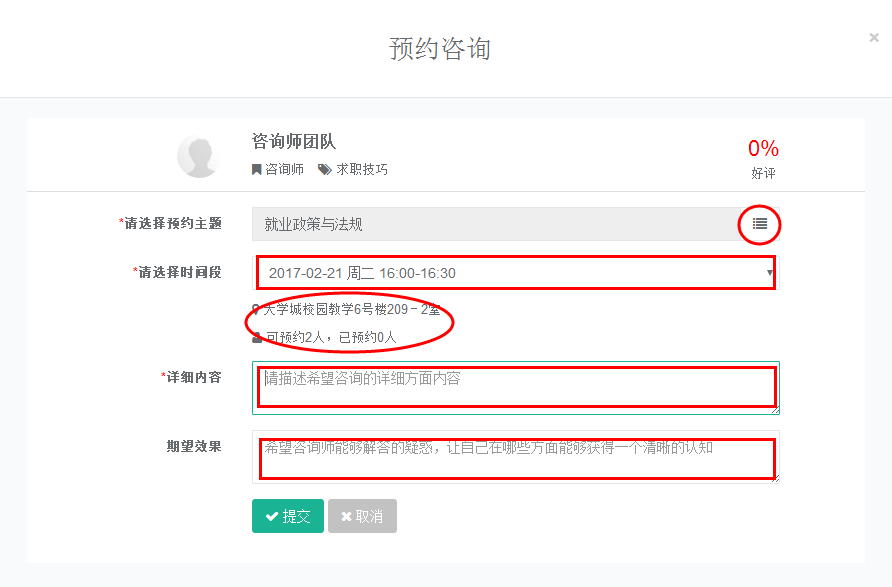 预约咨询
×
咨询师团队
咨询师 求职技巧
0%
好评
*请选择预约主题 就业政策与法规
*请选择时间段 2017-02-21 周二 16:00-16:30
大学城校园教学6号楼209-2室
可预约2人，已预约0人
*详细内容 请描述希望咨询的详细方面内容
期望效果 希望咨询师能够解答的疑惑，让自己在哪些方面能够获得一个清晰的认知
提交 取消